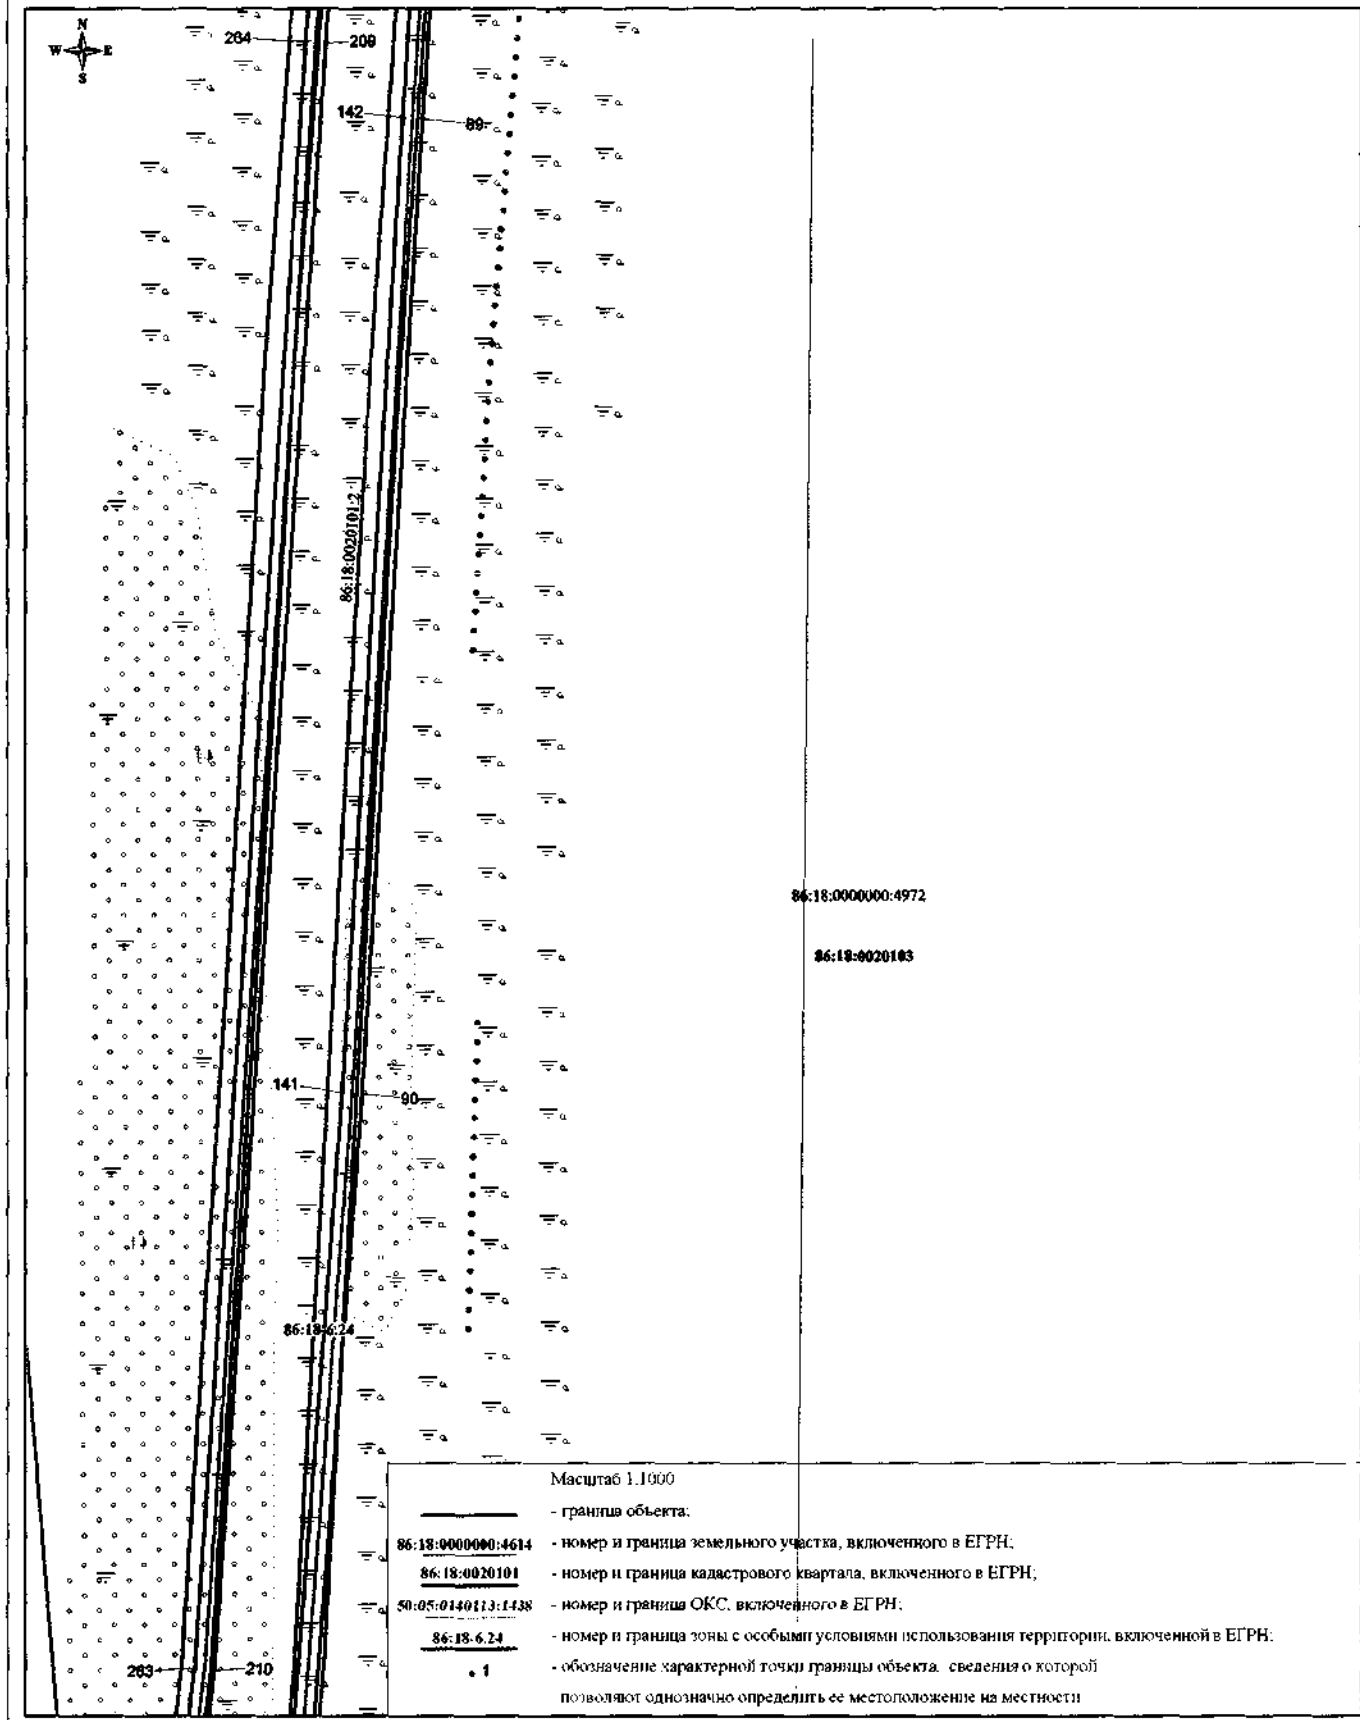 N
W E
S
264 209
142 89
86:18:0020101:2
86:18:0000000:4972
86:18:0020103
141 90
86:18-6.24
Масштаб 1:1000
- граница объекта;
86:18:0000000:4614 - номер и граница земельного участка, включенного в ЕГРН;
86:18:0020101 - номер и граница кадастрового квартала, включенного в ЕГРН;
50:05:0140113:1438 - номер и граница ОКС, включенного в ЕГРН;
86:18-6.24 - номер и граница зоны с особыми условиями использования территории, включенной в ЕГРН;
263 210
• 1 - обозначение характерной точки границы объекта, сведения о которой
позволяют однозначно определить ее местоположение на местности